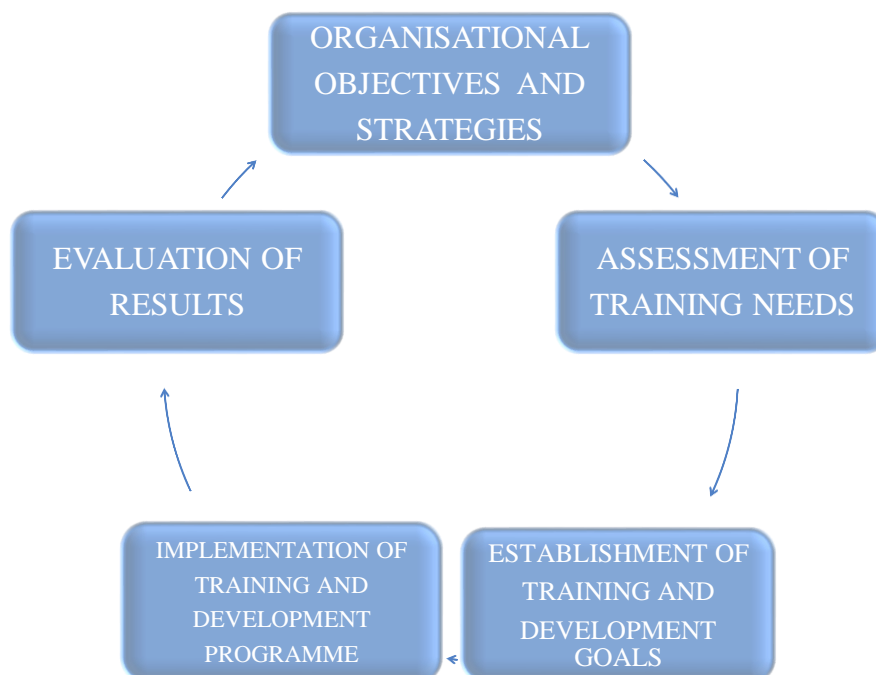 ORGANISATIONAL
OBJECTIVES AND
STRATEGIES
ASSESSMENT OF
TRAINING NEEDS
ESTABLISHMENT OF
TRAINING AND
DEVELOPMENT
GOALS
IMPLEMENTATION OF
TRAINING AND
DEVELOPMENT
PROGRAMME
EVALUATION OF
RESULTS